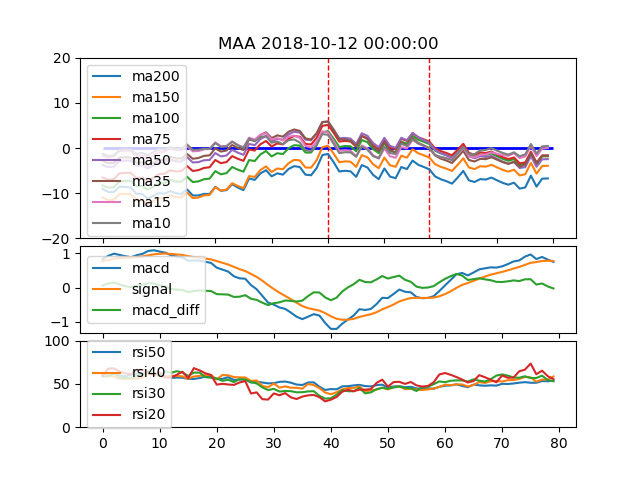 MAA 2018-10-12 00:00:00
20
10
0
−10
−20
ma200
ma150
ma100
ma75
ma50
ma35
ma15
ma10
1
0
−1
macd
signal
macd_diff
100
50
0
rsi50
rsi40
rsi30
rsi20
0 10 20 30 40 50 60 70 80